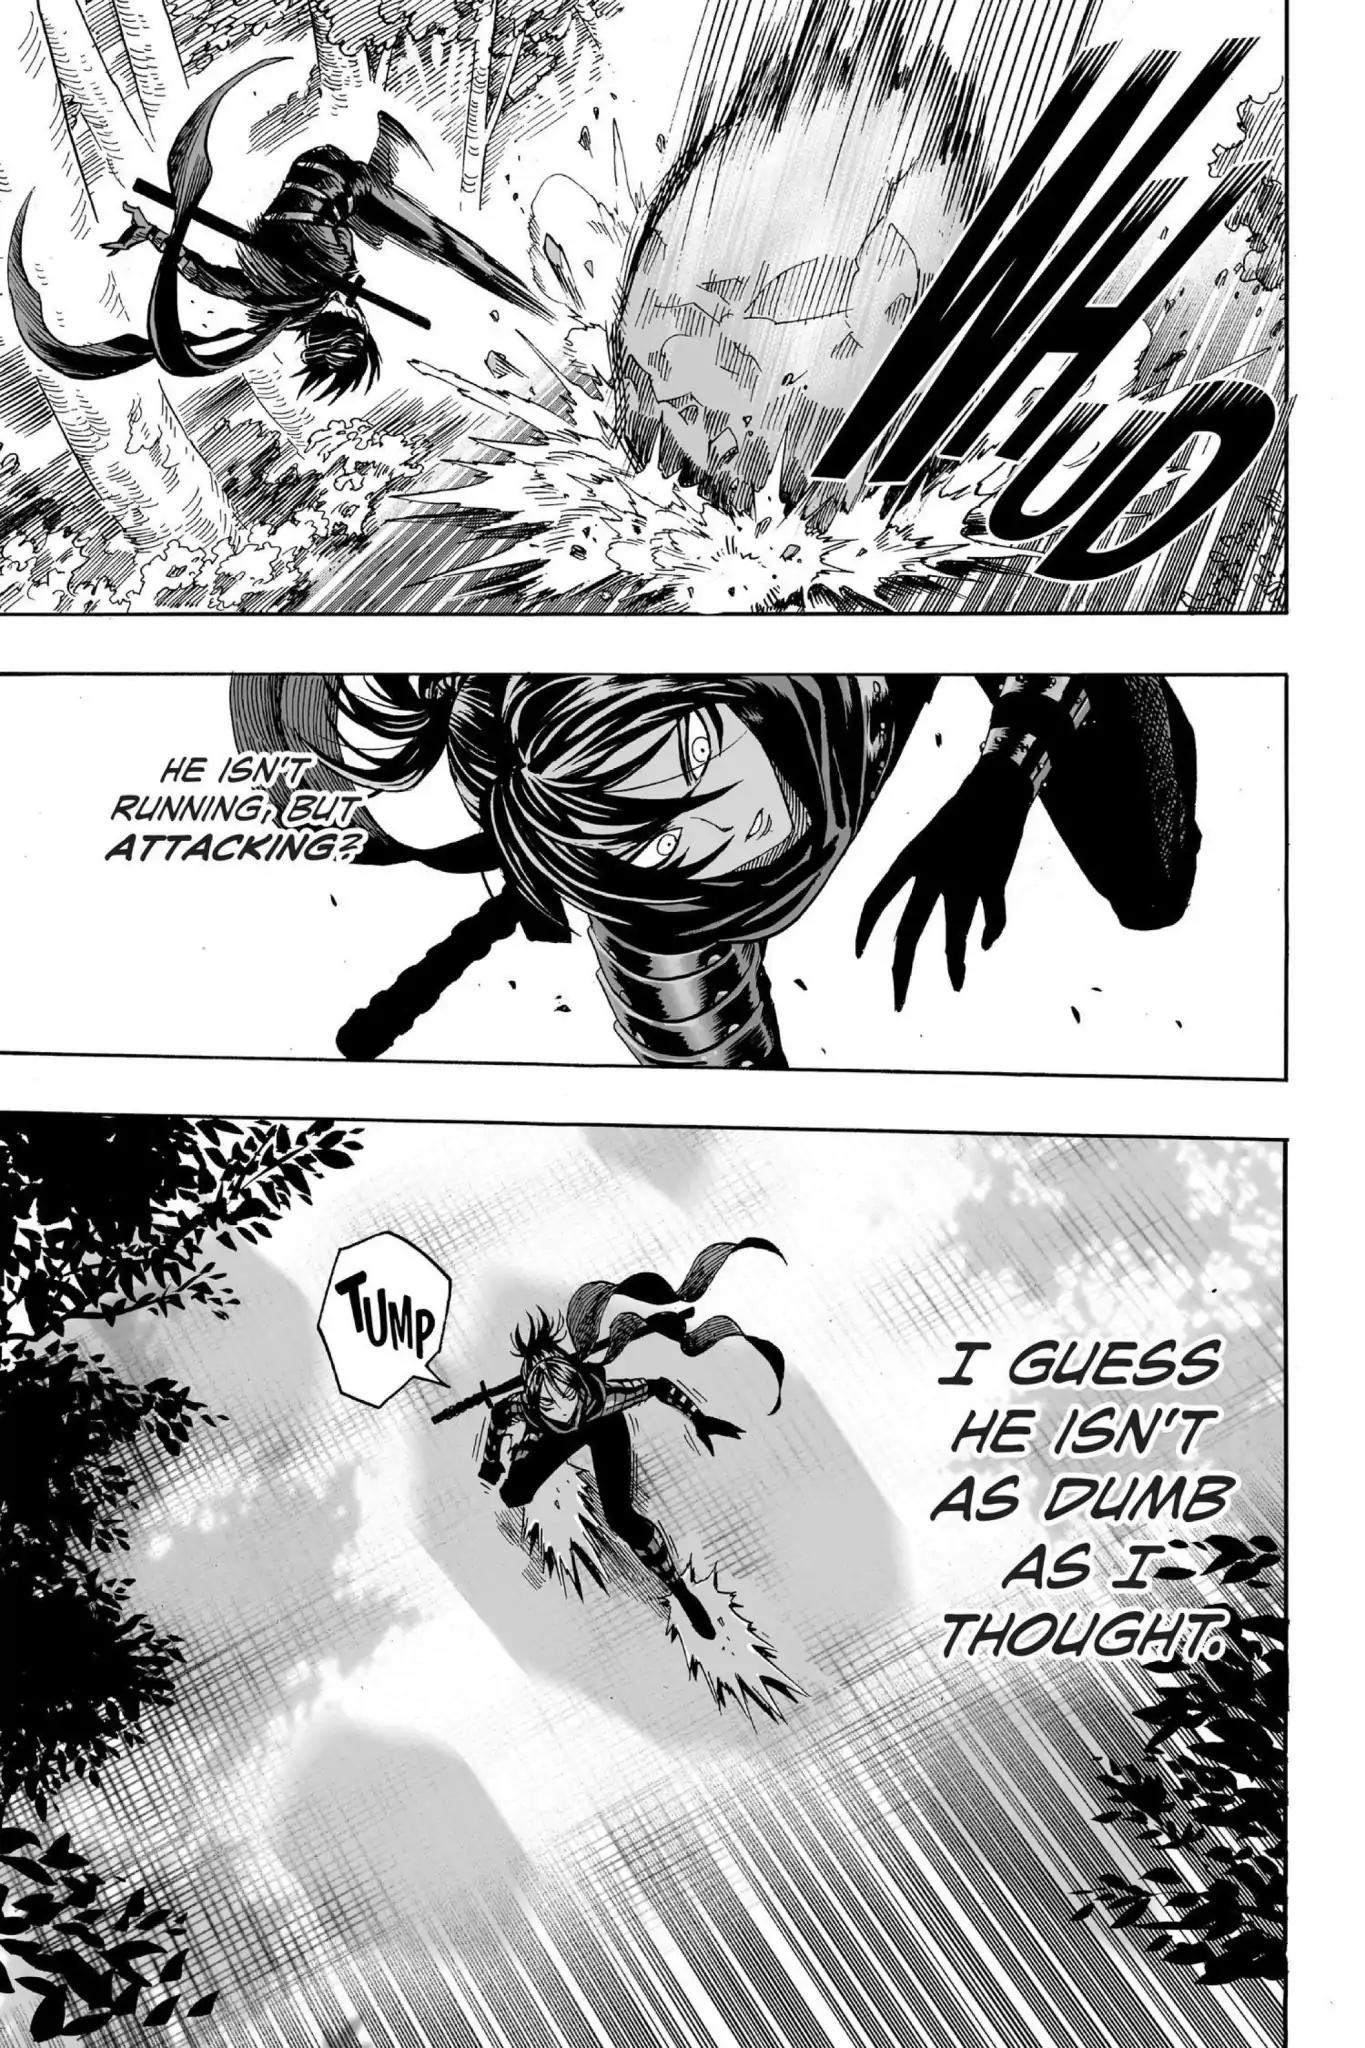 WHUD
HE ISN'T
RUNNING, BUT
ATTACKING?
TUMP
I GUESS
HE ISN'T
AS DUMB
AS I
THOUGHT.